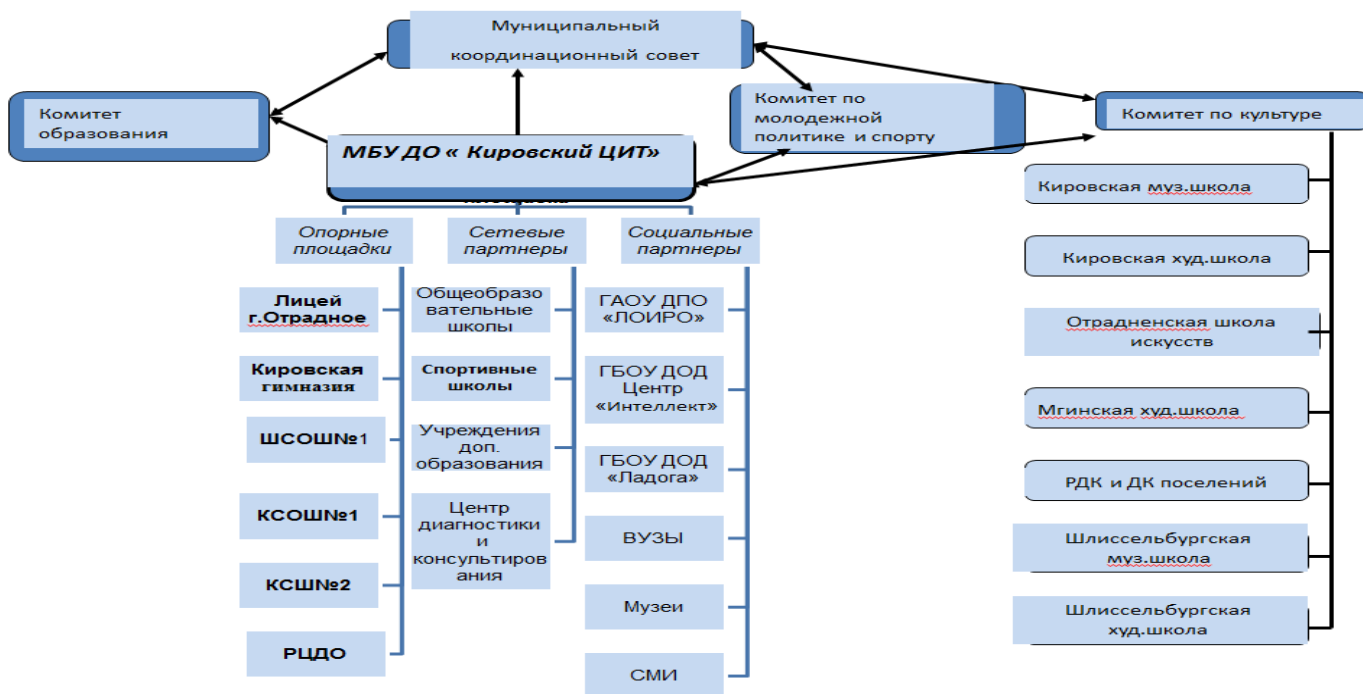 Муниципальный
координационный совет
Комитет
образования
Комитет по
молодежной
политике и спорту
Комитет по культуре
МБУ ДО « Кировский ЦИТ»
Опорные
площадки
Сетевые
партнеры
Социальные
партнеры
Лицей
г.Отрадное
Кировская
гимназия
ШСОШ№1
КСОШ№1
КСШ№2
РЦДО
Общеобразо
вательные
школы
Спортивные
школы
Учреждения
доп.
образования
Центр
диагностики
и
консультиров
ания
ГАОУ ДПО
«ЛОИРО»
ГБОУ ДОД
Центр
«Интеллект»
ГБОУ ДОД
«Ладога»
ВУЗЫ
Музеи
СМИ
Кировская муз.школа
Кировская худ.школа
Отрадненская школа
искусств
Мгинская худ.школа
РДК и ДК поселений
Шлиссельбургская
муз.школа
Шлиссельбургская
худ.школа